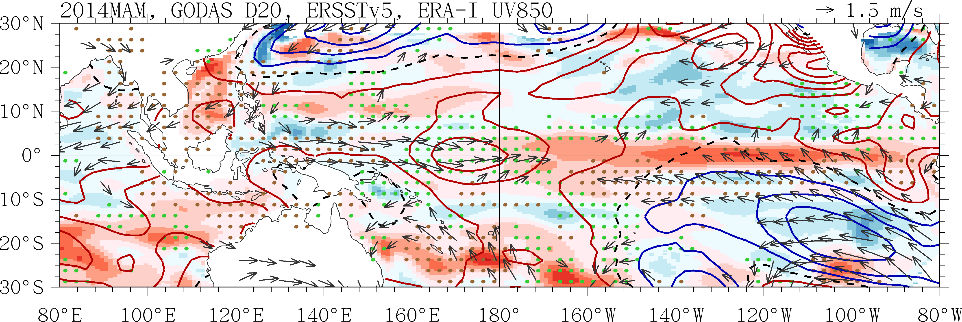 2014MAM, GODAS D20, ERSSTv5, ERA-I UV850 → 1.5 m/s
30°N
20°N
10°N
0°
10°S
20°S
30°S
80°E 100°E 120°E 140°E 160°E 180° 160°W 140°W 120°W 100°W 80°W